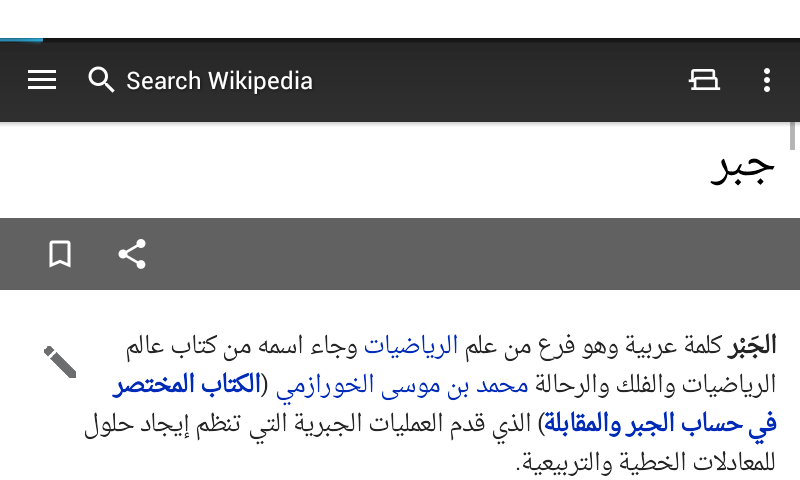 Search Wikipedia
جبر
الجَبْر كلمة عربية وهو فرع من علم الرياضيات وجاء اسمه من كتاب عالم
الرياضيات والفلك والرحالة محمد بن موسى الخورازمي (الكتاب المختصر
في حساب الجبر والمقابلة) الذي قدم العمليات الجبرية التي تنظم إيجاد حلول
للمعادلات الخطية والتربيعية.